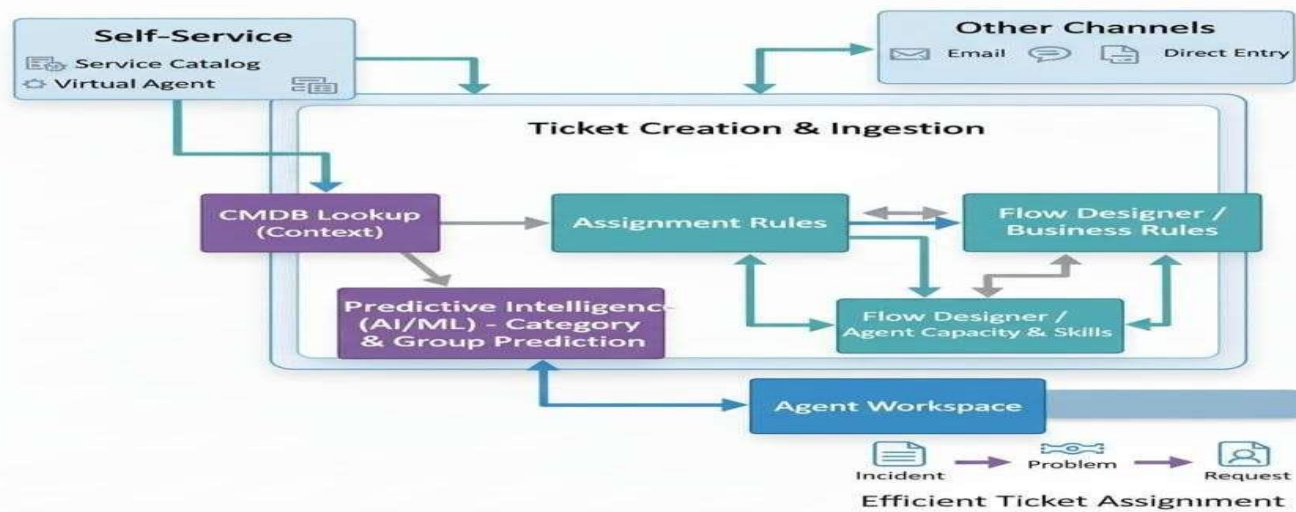 Self-Service
Service Catalog
Virtual Agent
Other Channels
Email
Direct Entry
Ticket Creation & Ingestion
CMDB Lookup
(Context)
Assignment Rules
Flow Designer /
Business Rules
Predictive Intelligenc
(AI/ML) - Category
& Group Prediction
Flow Designer /
Agent Capacity & Skills
Agent Workspace
Incident
Problem
Request
Efficient Ticket Assignment